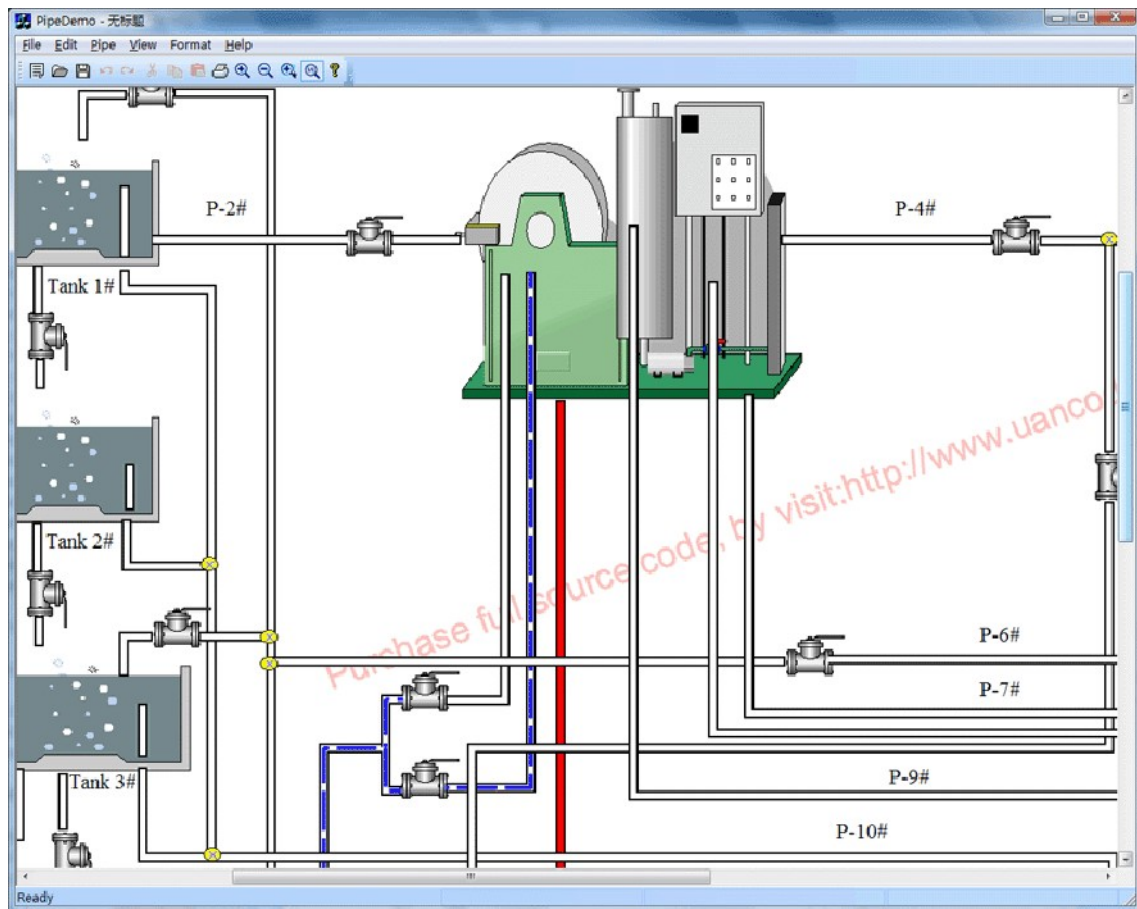 PipeDemo - 无标题
File Edit Pipe View Format Help
P-2#
P-4#
Tank 1#
Tank 2#
Purchase full source code, by visit:http://www.uanco
P-6#
P-7#
Tank 3#
P-9#
P-10#
Ready